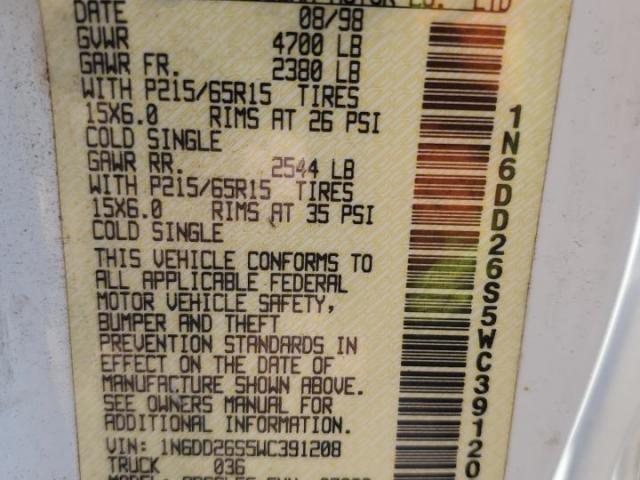 MOTOR CO. LTD
DATE 08/98
GVWR 4700 LB
GAWR FR. 2380 LB
WITH P215/65R15 TIRES
15X6.0 RIMS AT 26 PSI
COLD SINGLE
GAWR RR. 2544 LB
WITH P215/65R15 TIRES
15X6.0 RIMS AT 35 PSI
COLD SINGLE
THIS VEHICLE CONFORMS TO
ALL APPLICABLE FEDERAL
MOTOR VEHICLE SAFETY,
BUMPER AND THEFT
PREVENTION STANDARDS IN
EFFECT ON THE DATE OF
MANUFACTURE SHOWN ABOVE.
SEE OWNERS MANUAL FOR
ADDITIONAL INFORMATION.
VIN: 1N6DD26S5WC391208
TRUCK 036
1N6DD26S5WC39120